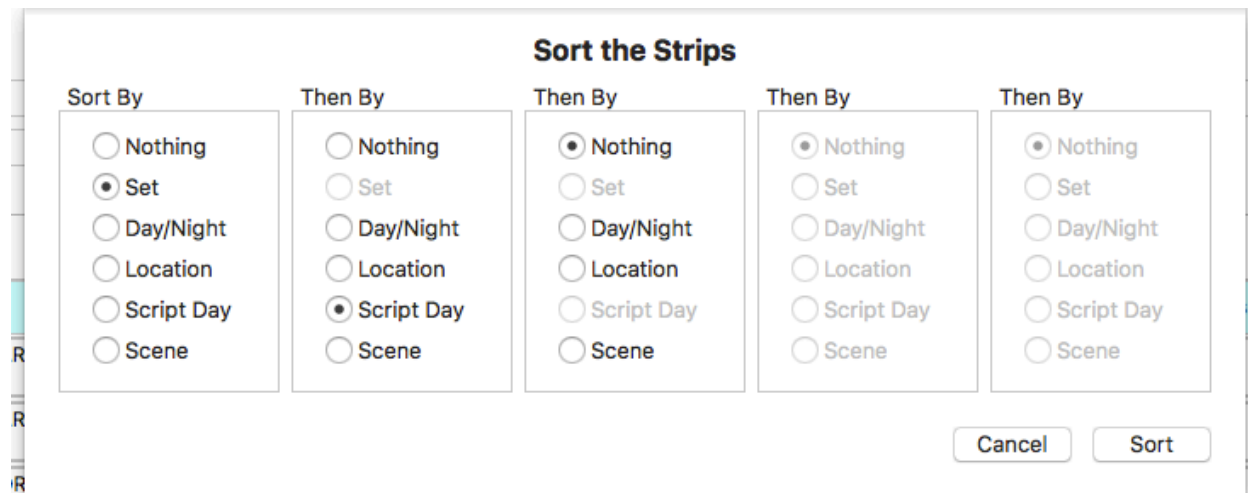 Sort the Strips
Sort By Then By Then By Then By Then By
Nothing Nothing Nothing Nothing Nothing
Set Set Set Set Set
Day/Night Day/Night Day/Night Day/Night Day/Night
Location Location Location Location Location
Script Day Script Day Script Day Script Day Script Day
Scene Scene Scene Scene Scene
Cancel Sort